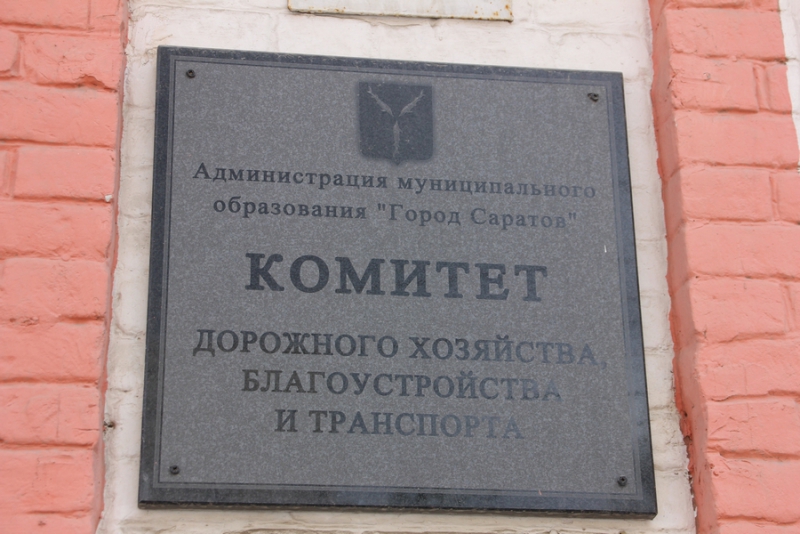 Администрация муниципального
образования "Город Саратов"
КОМИТЕТ
ДОРОЖНОГО ХОЗЯЙСТВА,
БЛАГОУСТРОЙСТВА
И ТРАНСПОРТА